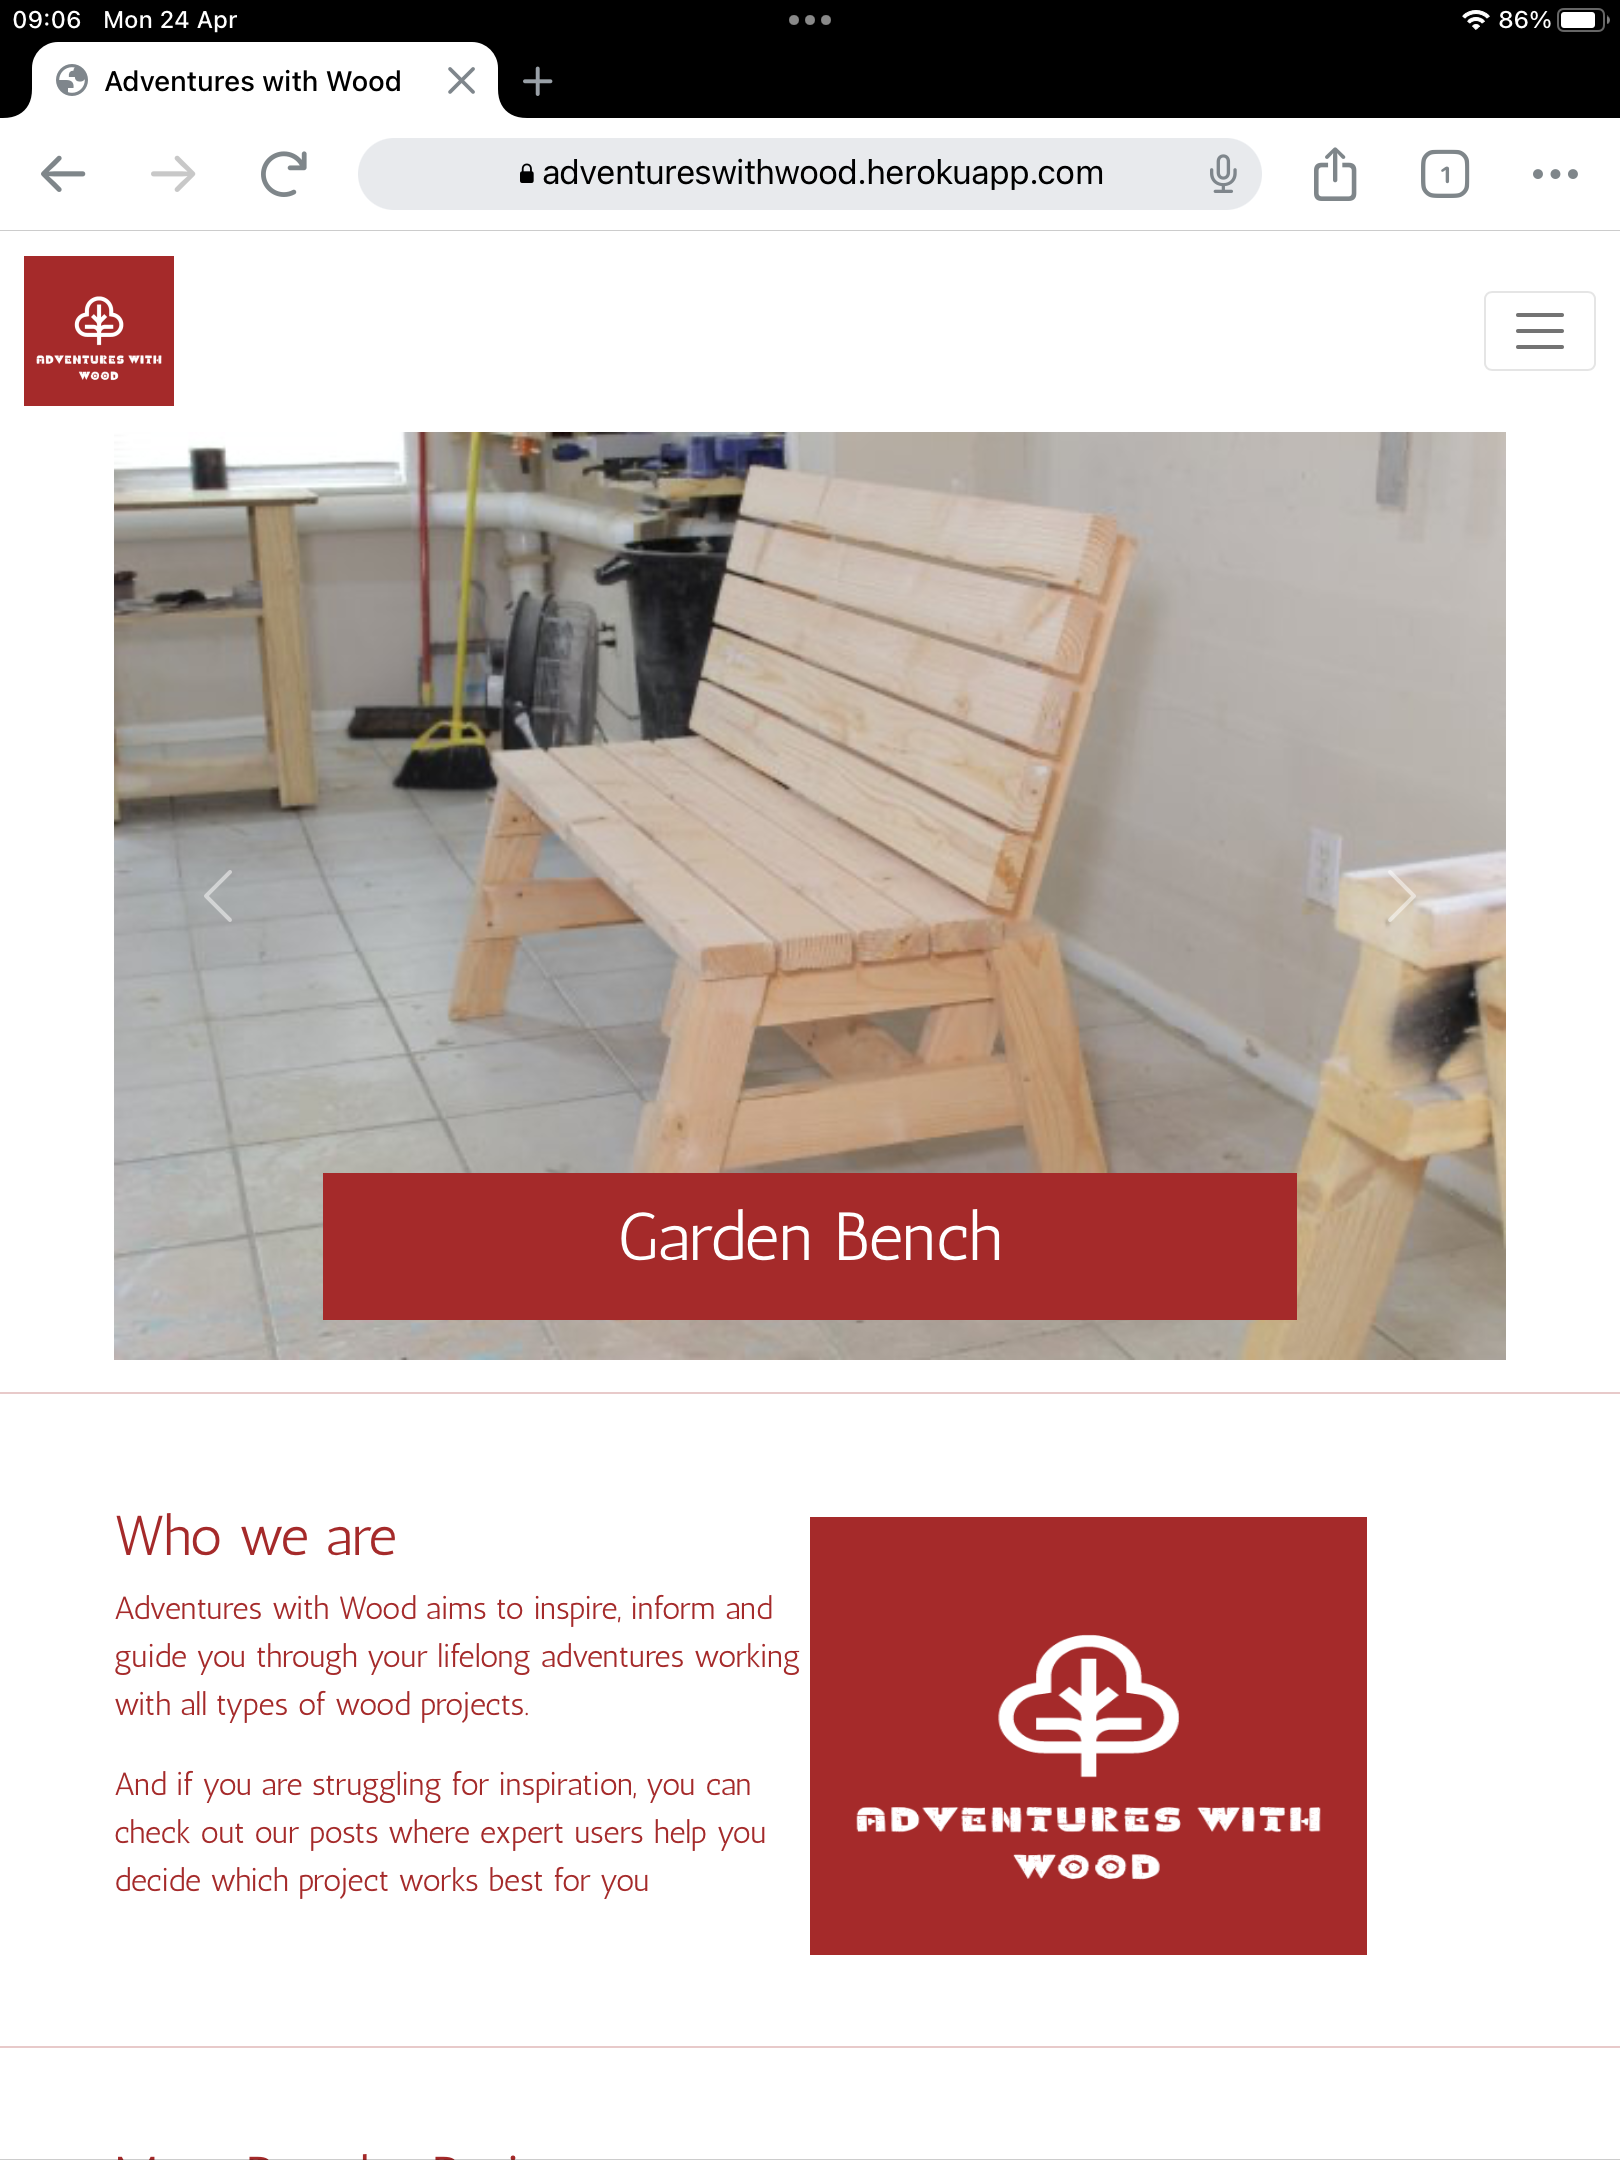 09:06 Mon 24 Apr
86%
Adventures with Wood
adventureswithwood.herokuapp.com
1
ADVENTURES WITH
WOOD
Garden Bench
Who we are
Adventures with Wood aims to inspire, inform and
guide you through your lifelong adventures working
with all types of wood projects.
And if you are struggling for inspiration, you can
check out our posts where expert users help you
decide which project works best for you
ADVENTURES WITH
WOOD